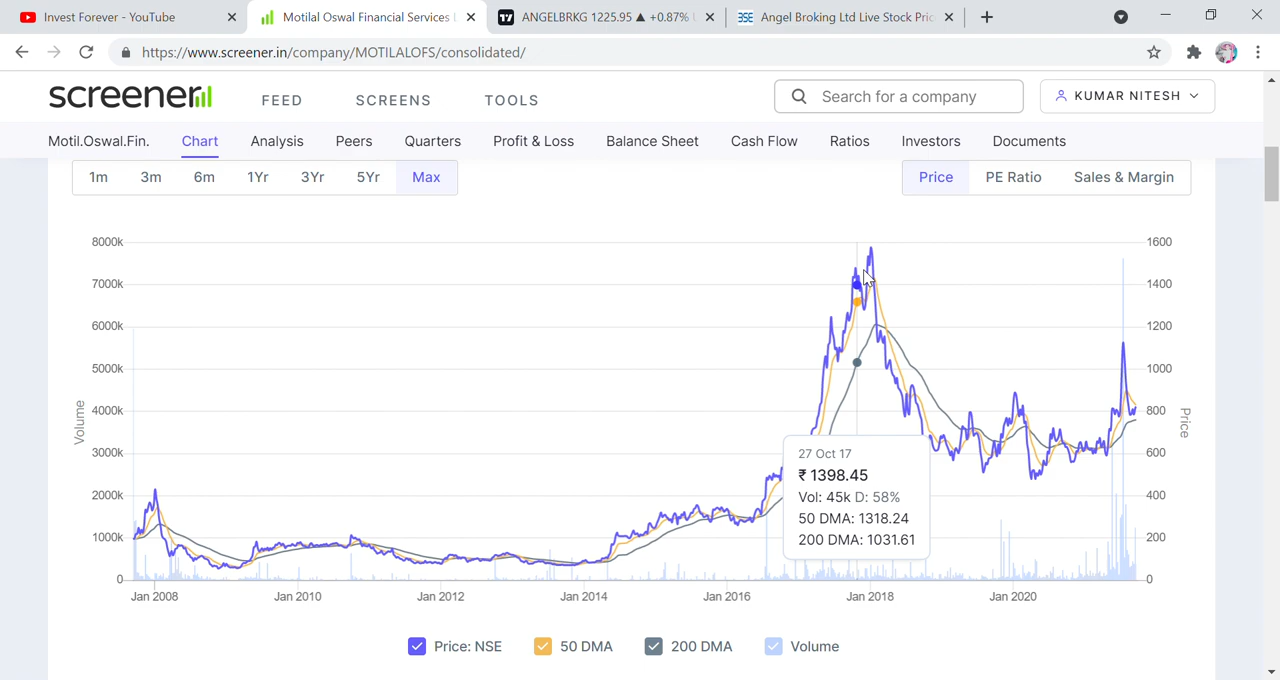 Invest Forever - YouTube
Motilal Oswal Financial Services L
ANGELBRKG 1225.95 ▲ +0.87% U
BSE Angel Broking Ltd Live Stock Pric
https://www.screener.in/company/MOTILALOFS/consolidated/
screener
FEED SCREENS TOOLS
Search for a company
KUMAR NITESH
Motil.Oswal.Fin. Chart Analysis Peers Quarters Profit & Loss Balance Sheet Cash Flow Ratios Investors Documents
1m 3m 6m 1Yr 3Yr 5Yr Max
Price PE Ratio Sales & Margin
8000k 1600
7000k 1400
6000k 1200
5000k 1000
4000k 800
3000k 600
2000k 400
1000k 200
0 0
Volume
Price
27 Oct 17
₹ 1398.45
Vol: 45k D: 58%
50 DMA: 1318.24
200 DMA: 1031.61
Jan 2008 Jan 2010 Jan 2012 Jan 2014 Jan 2016 Jan 2018 Jan 2020
Price: NSE 50 DMA 200 DMA Volume